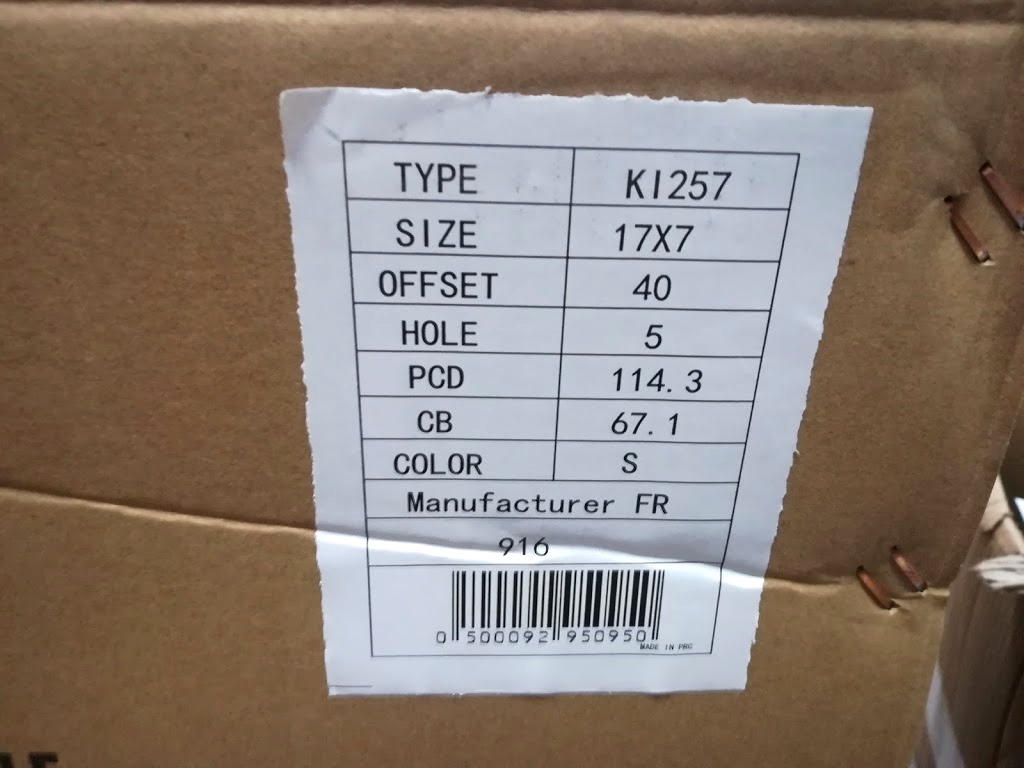 TYPE KI257
SIZE 17X7
OFFSET 40
HOLE 5
PCD 114.3
CB 67.1
COLOR S
Manufacturer FR
916
0 500092 950950
MADE IN PRC